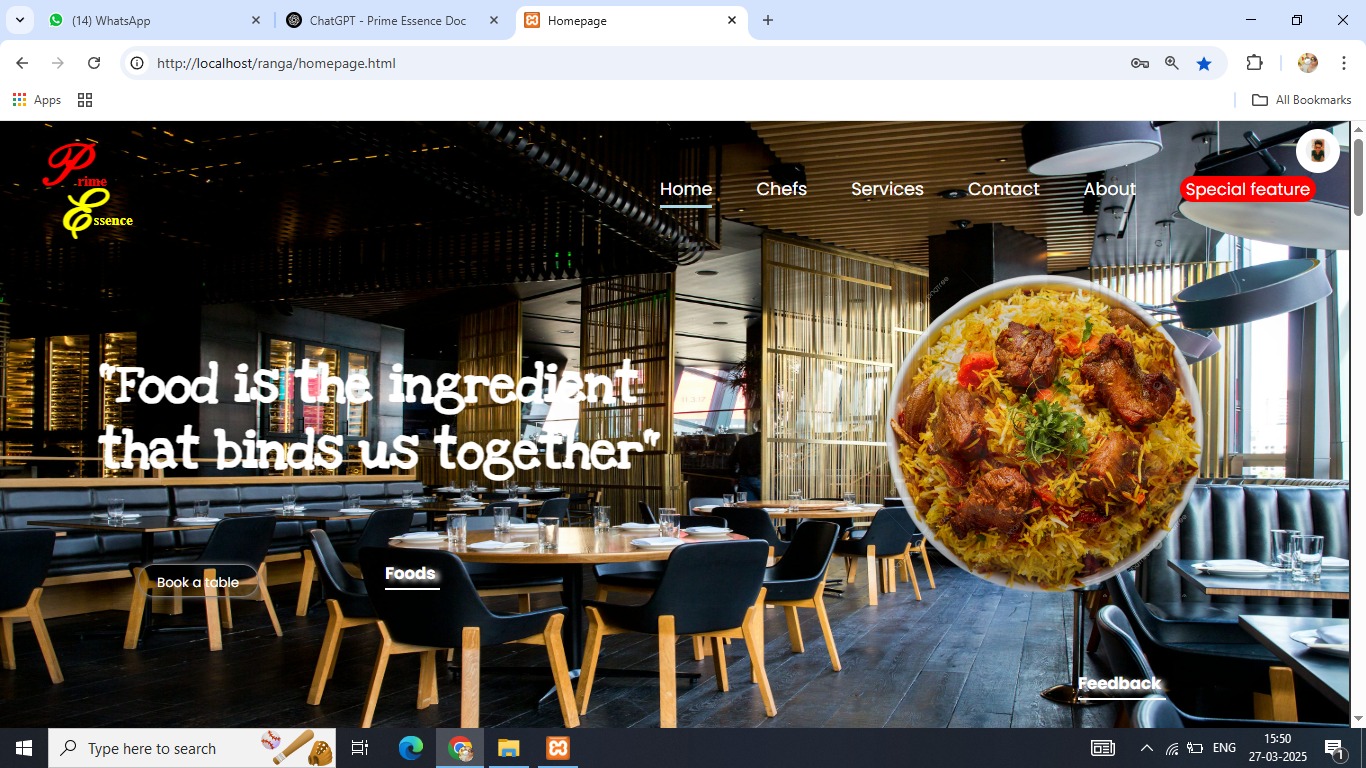 (14) WhatsApp
ChatGPT - Prime Essence Doc
Homepage
http://localhost/ranga/homepage.html
Apps
All Bookmarks
Prime
Essence
Home
Chefs
Services
Contact
About
Special feature
"Food is the ingredient
that binds us together"
Book a table
Foods
Feedback
Type here to search
ENG
15:50
27-03-2025
1